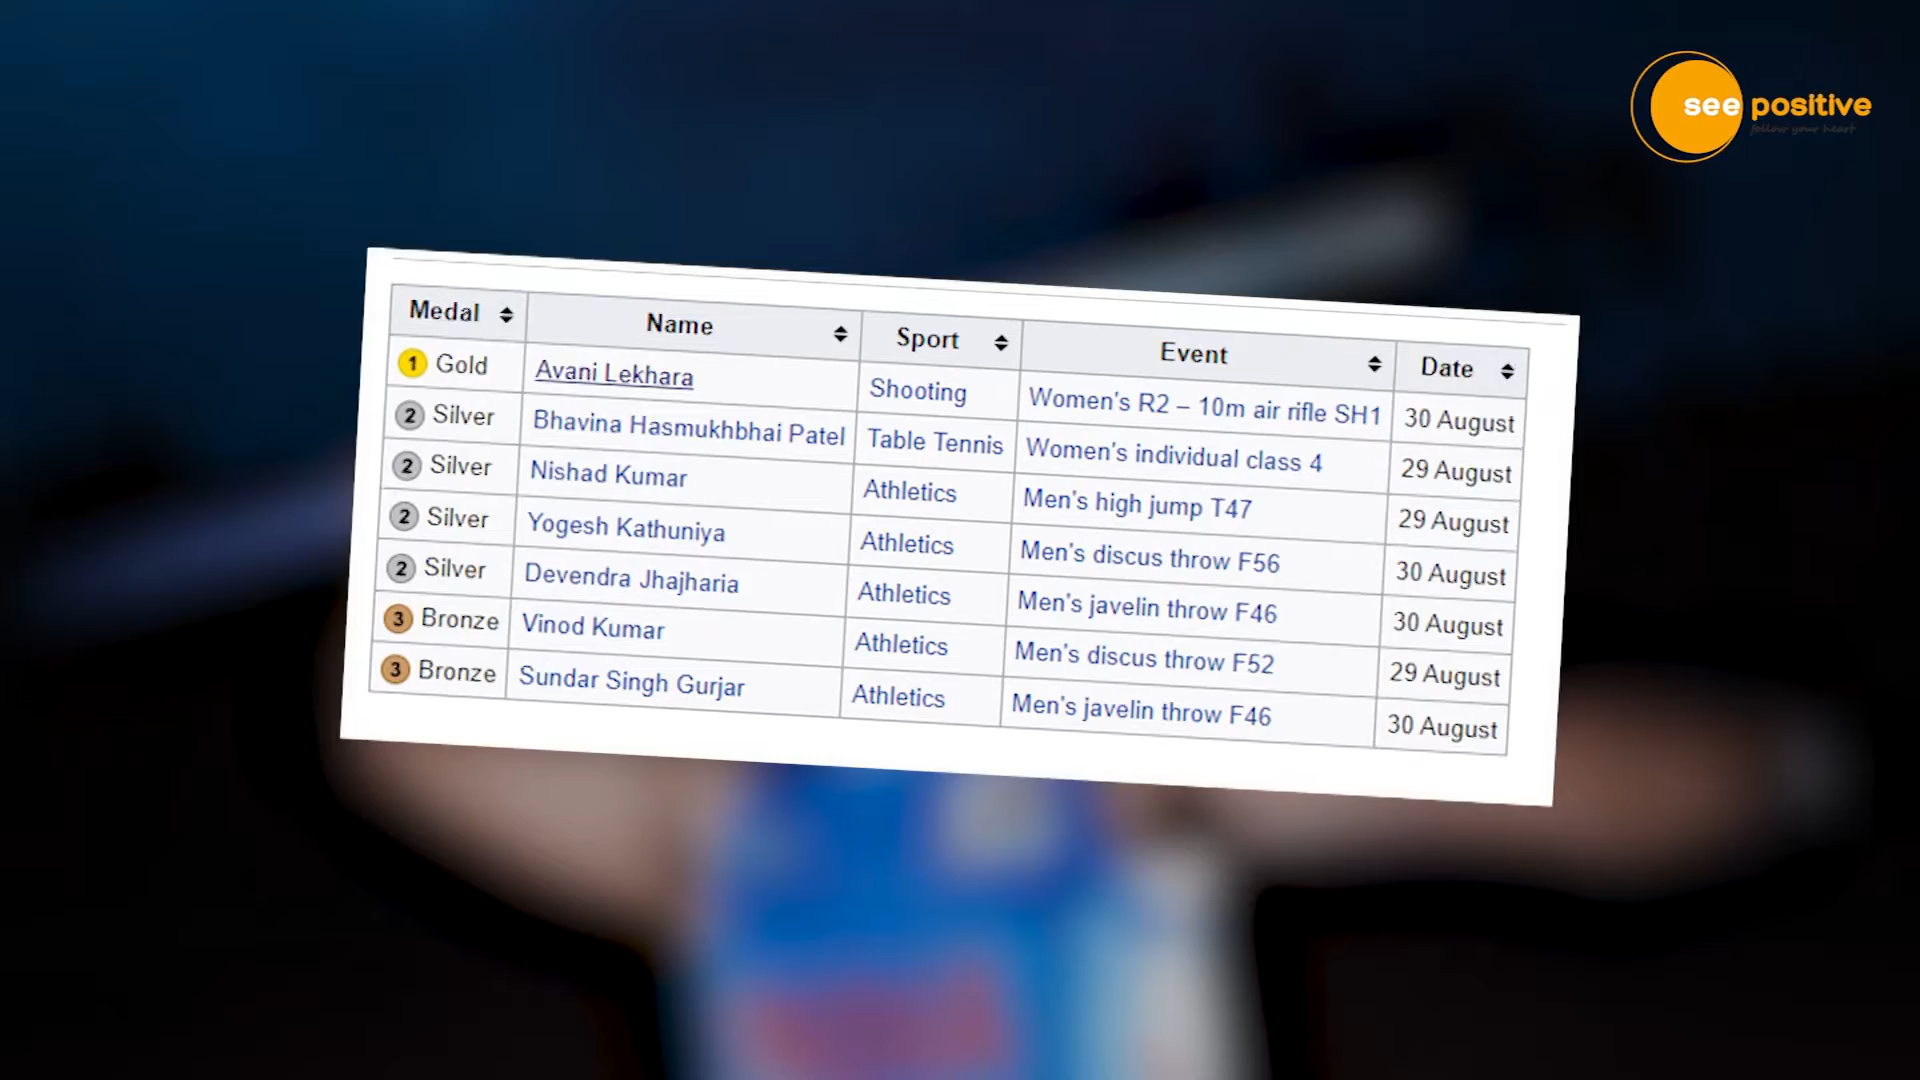 see positive
follow your heart
Medal Name Sport Event Date
1 Gold Avani Lekhara Shooting Women's R2 – 10m air rifle SH1 30 August
2 Silver Bhavina Hasmukhbhai Patel Table Tennis Women's individual class 4 29 August
2 Silver Nishad Kumar Athletics Men's high jump T47 29 August
2 Silver Yogesh Kathuniya Athletics Men's discus throw F56 30 August
2 Silver Devendra Jhajharia Athletics Men's javelin throw F46 30 August
3 Bronze Vinod Kumar Athletics Men's discus throw F52 29 August
3 Bronze Sundar Singh Gurjar Athletics Men's javelin throw F46 30 August